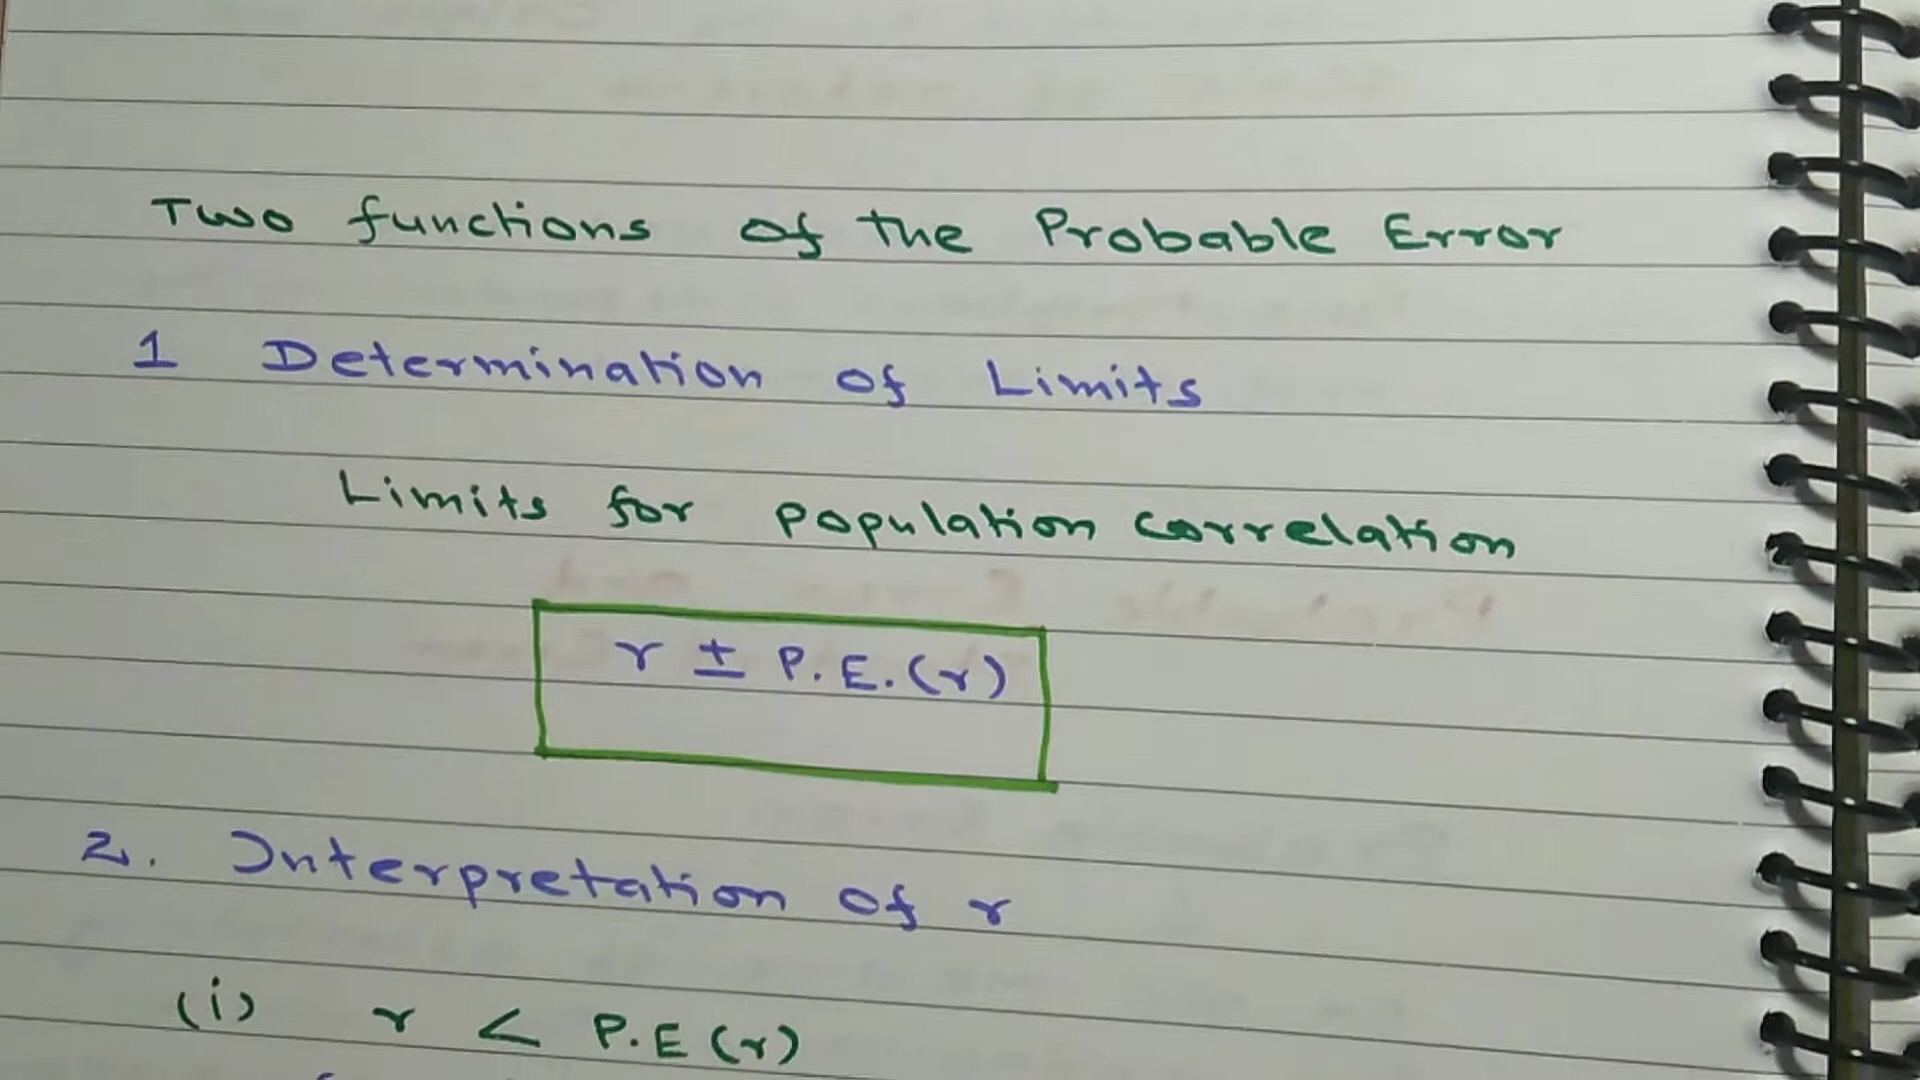 Two functions of the Probable Error
1 Determination of Limits
Limits for population correlation
r ± P.E.(r)
2. Interpretation of r
(i) r < P.E(r)